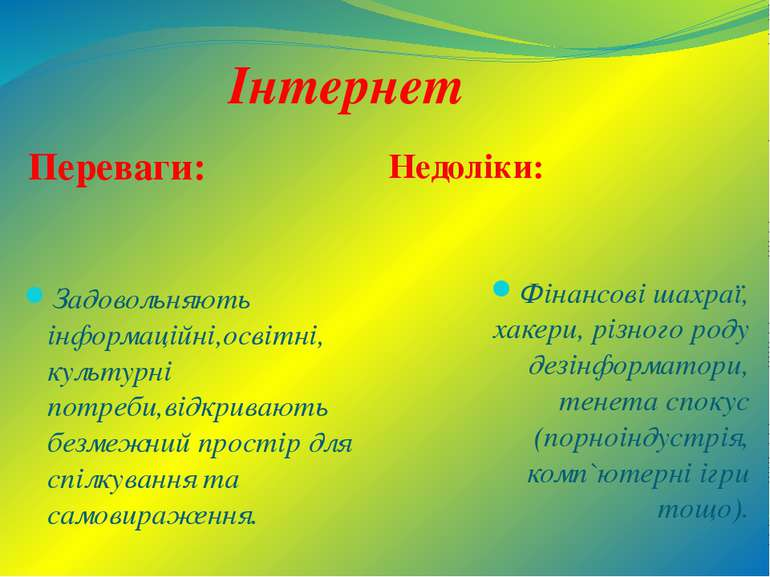 Інтернет
Переваги:
Задовольняють
інформаційні,освітні,
культурні
потреби,відкривають
безмежний простір для
спілкування та
самовираження.
Недоліки:
Фінансові шахраї,
хакери, різного роду
дезінформатори,
тенета спокус
(порноіндустрія,
комп`ютерні ігри
тощо).